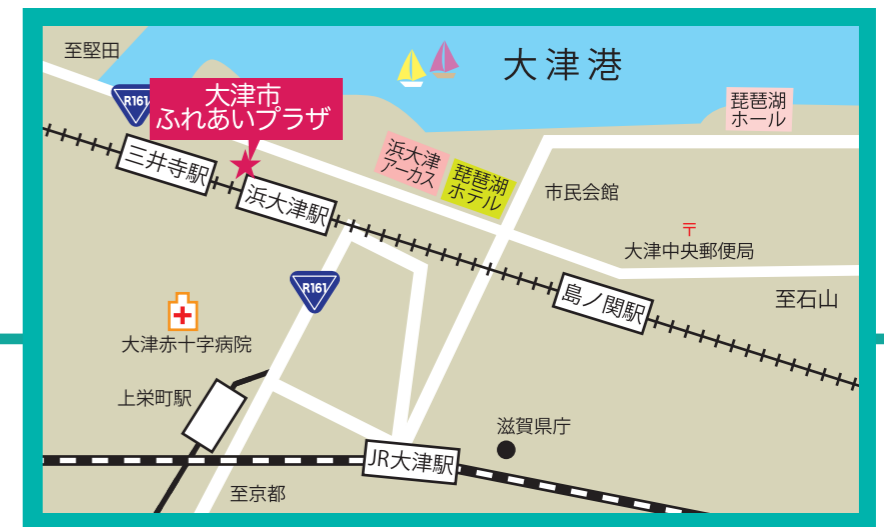 至堅田
大津港
R161
大津市
ふれあいプラザ
琵琶湖
ホール
三井寺駅
浜大津
アーカス
琵琶湖
ホテル
浜大津駅
市民会館
〒
大津中央郵便局
R161
島ノ関駅
至石山
大津赤十字病院
上栄町駅
滋賀県庁
JR大津駅
至京都